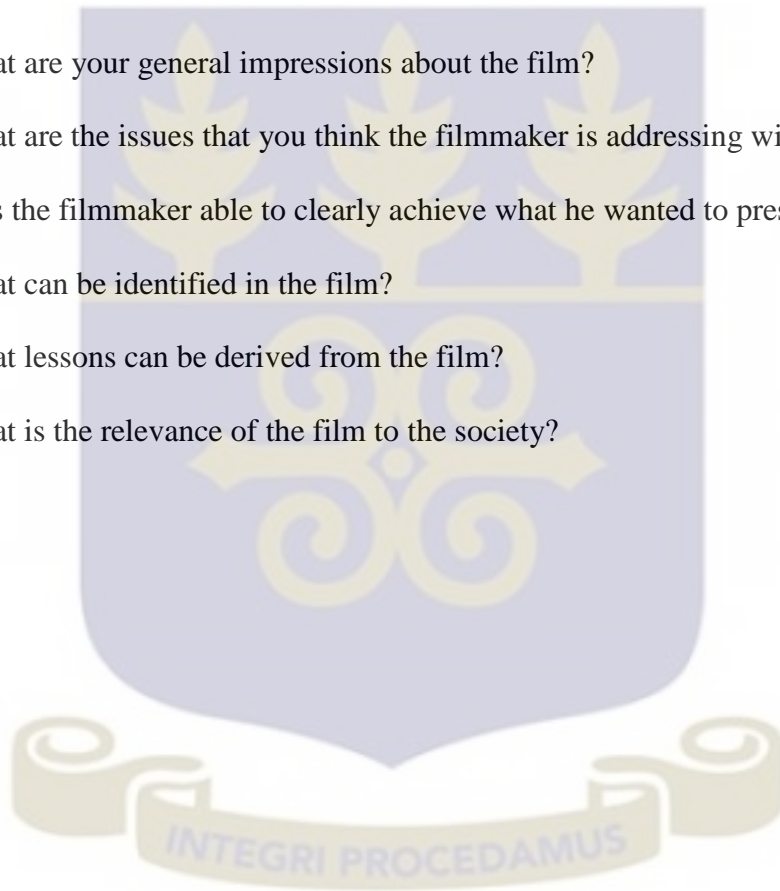 at are your general impressions about the film?
at are the issues that you think the filmmaker is addressing wi
s the filmmaker able to clearly achieve what he wanted to pres
at can be identified in the film?
at lessons can be derived from the film?
at is the relevance of the film to the society?
INTEGRI PROCEDAMUS